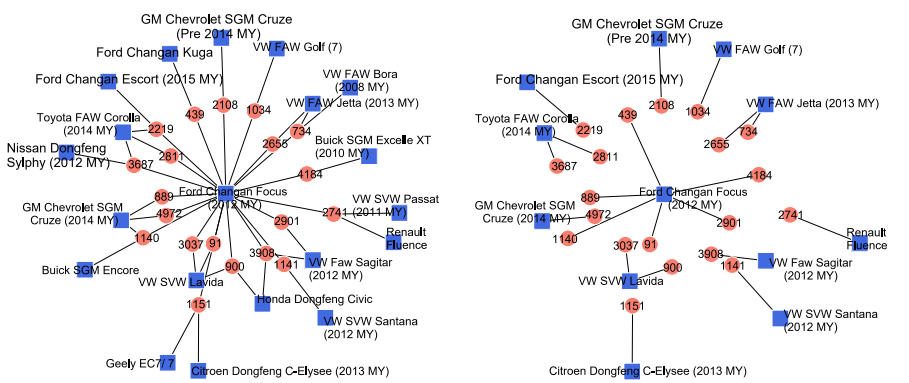 GM Chevrolet SGM Cruze
(Pre 2014 MY)
Ford Changan Kuga
VW FAW Golf (7)
Ford Changan Escort (2015 MY)
VW FAW Bora
(2008 MY)
439
2108
1034
VW FAW Jetta (2013 MY)
Toyota FAW Corolla
(2014 MY)
2219
734
2655
Buick SGM Excelle XT
(2010 MY)
Nissan Dongfeng
Sylphy (2012 MY)
3687
2811
4184
Ford Changan Focus
(2012 MY)
889
VW SVW Passat
(2011 MY)
GM Chevrolet SGM
Cruze (2014 MY)
4972
2901
2741
1140
Renault
Fluence
3037
91
3908
1141
900
VW Faw Sagitar
(2012 MY)
Buick SGM Encore
VW SVW Lavida
1151
Honda Dongfeng Civic
VW SVW Santana
(2012 MY)
Geely EC7/ 7
Citroen Dongfeng C-Elysee (2013 MY)
GM Chevrolet SGM Cruze
(Pre 2014 MY)
VW FAW Golf (7)
Ford Changan Escort (2015 MY)
439
2108
1034
VW FAW Jetta (2013 MY)
Toyota FAW Corolla
(2014 MY)
2219
734
2655
2811
3687
4184
889
Ford Changan Focus
(2012 MY)
GM Chevrolet SGM
Cruze (2014 MY)
4972
2901
2741
1140
Renault
Fluence
3037
91
3908
1141
900
VW Faw Sagitar
(2012 MY)
VW SVW Lavida
1151
VW SVW Santana
(2012 MY)
Citroen Dongfeng C-Elysee (2013 MY)